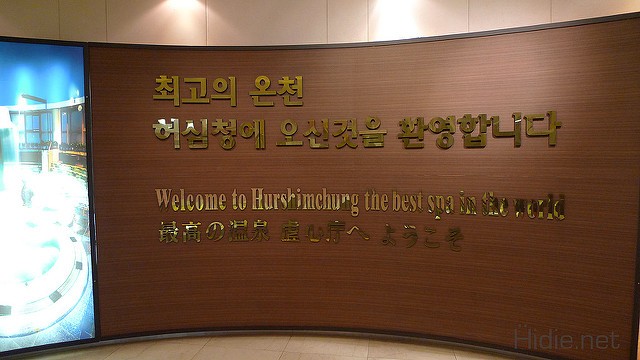 최고의 온천
허심청에 오신것을 환영합니다
Welcome to Hurshimchung the best spa in the world
最高の温泉 虚心庁へ ようこそ
Hidie.net